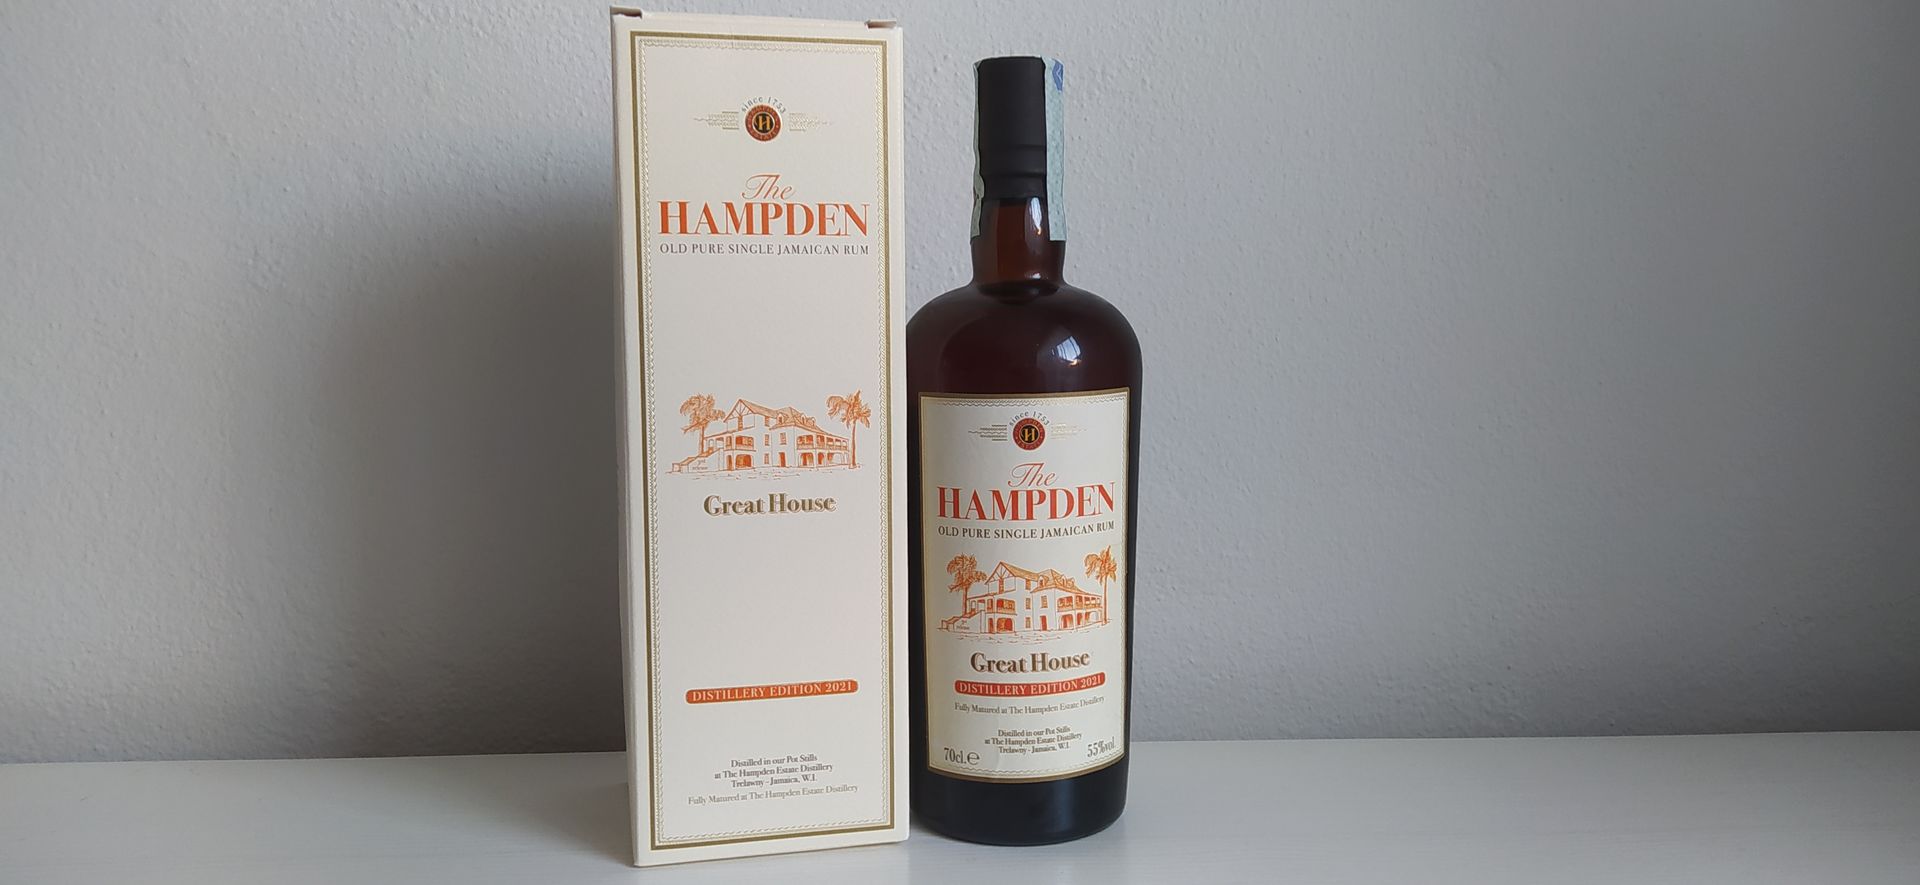 since 1753
H
The
HAMPDEN
OLD PURE SINGLE JAMAICAN RUM
3rd
release
Great House
DISTILLERY EDITION 2021
Distilled in our Pot Stills
at The Hampden Estate Distillery
Trelawny - Jamaica, W.I.
Fully Matured at The Hampden Estate Distillery
since 1753
H
The
HAMPDEN
OLD PURE SINGLE JAMAICAN RUM
Great House
DISTILLERY EDITION 2021
Fully Matured at The Hampden Estate Distillery
Distilled in our Pot Stills
at The Hampden Estate Distillery
Trelawny - Jamaica, W.I.
70cl.℮ 55%vol.